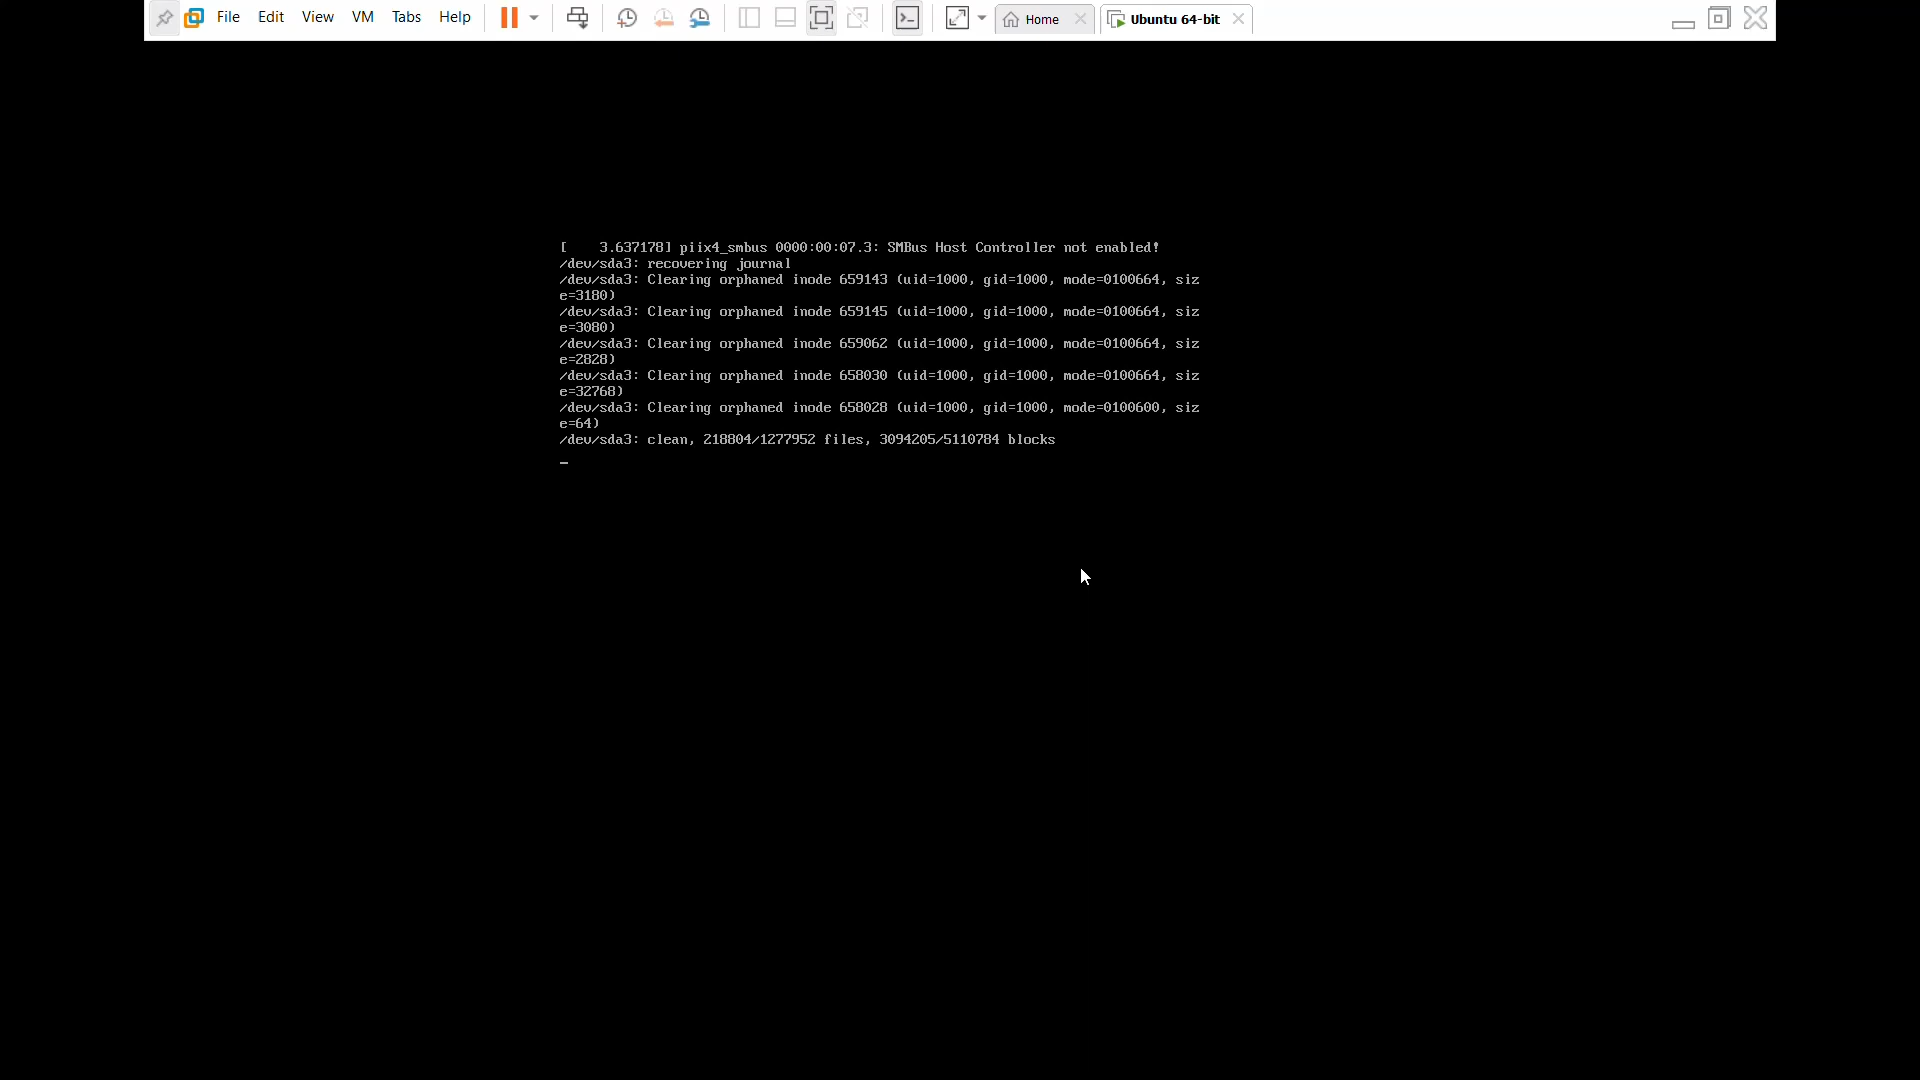 File Edit View VM Tabs Help Home Ubuntu 64-bit
[    3.637178] piix4_smbus 0000:00:07.3: SMBus Host Controller not enabled!
/dev/sda3: recovering journal
/dev/sda3: Clearing orphaned inode 659143 (uid=1000, gid=1000, mode=0100664, siz
e=3180)
/dev/sda3: Clearing orphaned inode 659145 (uid=1000, gid=1000, mode=0100664, siz
e=3080)
/dev/sda3: Clearing orphaned inode 659062 (uid=1000, gid=1000, mode=0100664, siz
e=2828)
/dev/sda3: Clearing orphaned inode 658030 (uid=1000, gid=1000, mode=0100664, siz
e=32768)
/dev/sda3: Clearing orphaned inode 658028 (uid=1000, gid=1000, mode=0100600, siz
e=64)
/dev/sda3: clean, 218804/1277952 files, 3094205/5110784 blocks